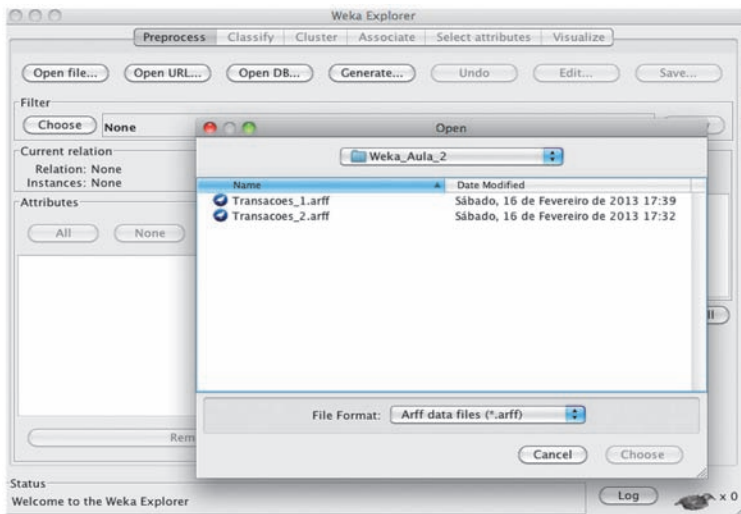 Weka Explorer
Preprocess Classify Cluster Associate Select attributes Visualize
Open file... Open URL... Open DB... Generate... Undo Edit... Save...
Filter
Choose None
Open
Current relation
Relation: None
Instances: None
Attributes
All None
Weka_Aula_2
Name Date Modified
Transacoes_1.arff Sábado, 16 de Fevereiro de 2013 17:39
Transacoes_2.arff Sábado, 16 de Fevereiro de 2013 17:32
File Format: Arff data files (*.arff)
Cancel Choose
Status
Welcome to the Weka Explorer
Log x 0